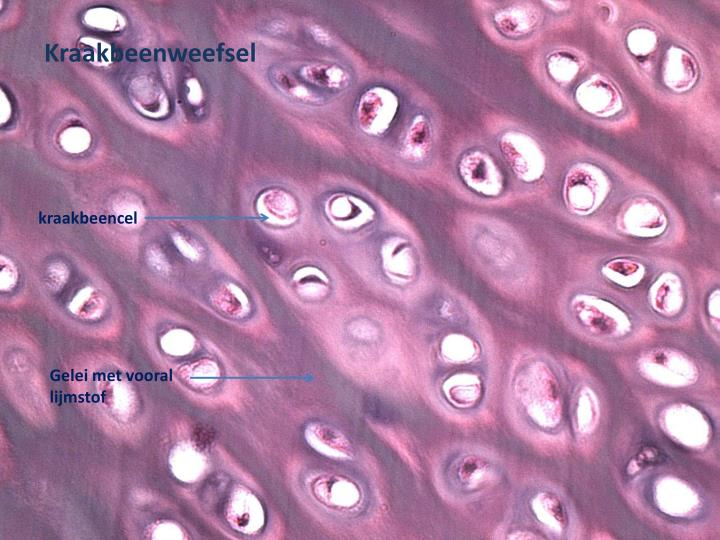 Kraakbeenweefsel
kraakbeencel
Gelei met vooral
lijmstof